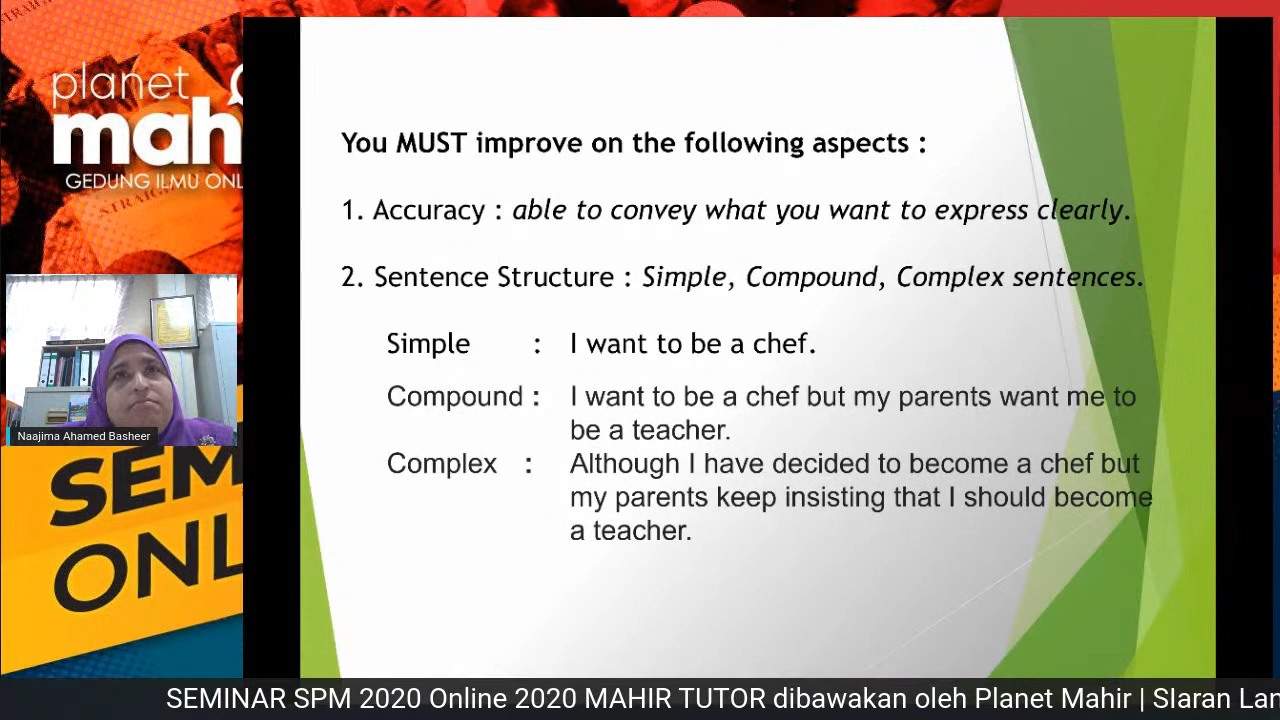 planet
mah
GEDUNG ILMU ONL
You MUST improve on the following aspects :
1. Accuracy : able to convey what you want to express clearly.
2. Sentence Structure : Simple, Compound, Complex sentences.
Simple : I want to be a chef.
Compound : I want to be a chef but my parents want me to
be a teacher.
Complex : Although I have decided to become a chef but
my parents keep insisting that I should become
a teacher.
Naajima Ahamed Basheer
SEM
ONL
SEMINAR SPM 2020 Online 2020 MAHIR TUTOR dibawakan oleh Planet Mahir | SIaran Lan